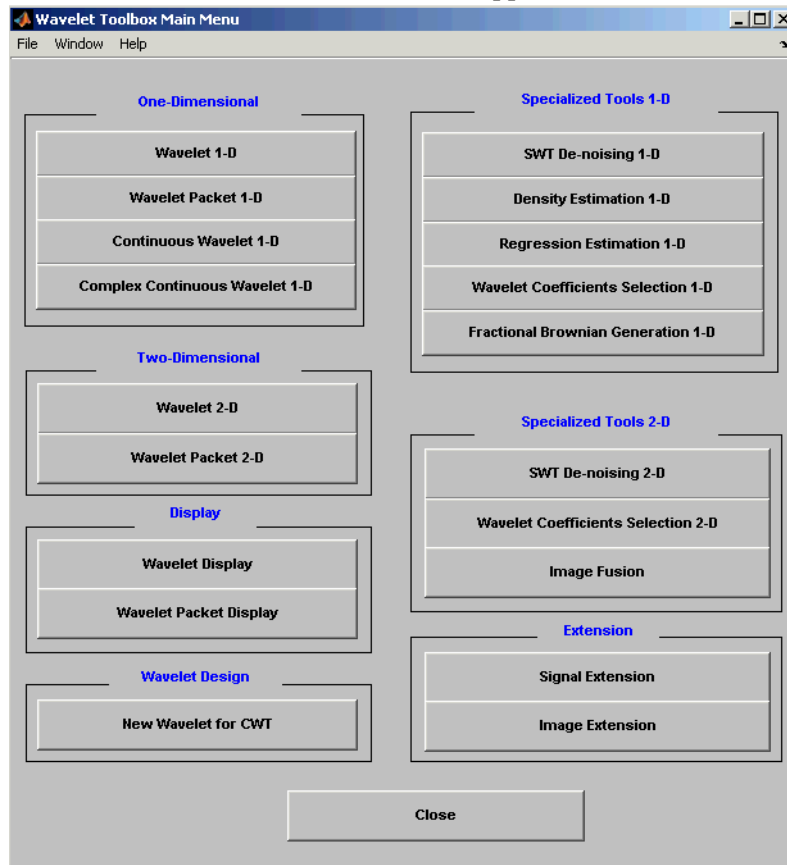 Wavelet Toolbox Main Menu
File Window Help
One-Dimensional
Wavelet 1-D
Wavelet Packet 1-D
Continuous Wavelet 1-D
Complex Continuous Wavelet 1-D
Two-Dimensional
Wavelet 2-D
Wavelet Packet 2-D
Display
Wavelet Display
Wavelet Packet Display
Wavelet Design
New Wavelet for CWT
Specialized Tools 1-D
SWT De-noising 1-D
Density Estimation 1-D
Regression Estimation 1-D
Wavelet Coefficients Selection 1-D
Fractional Brownian Generation 1-D
Specialized Tools 2-D
SWT De-noising 2-D
Wavelet Coefficients Selection 2-D
Image Fusion
Extension
Signal Extension
Image Extension
Close